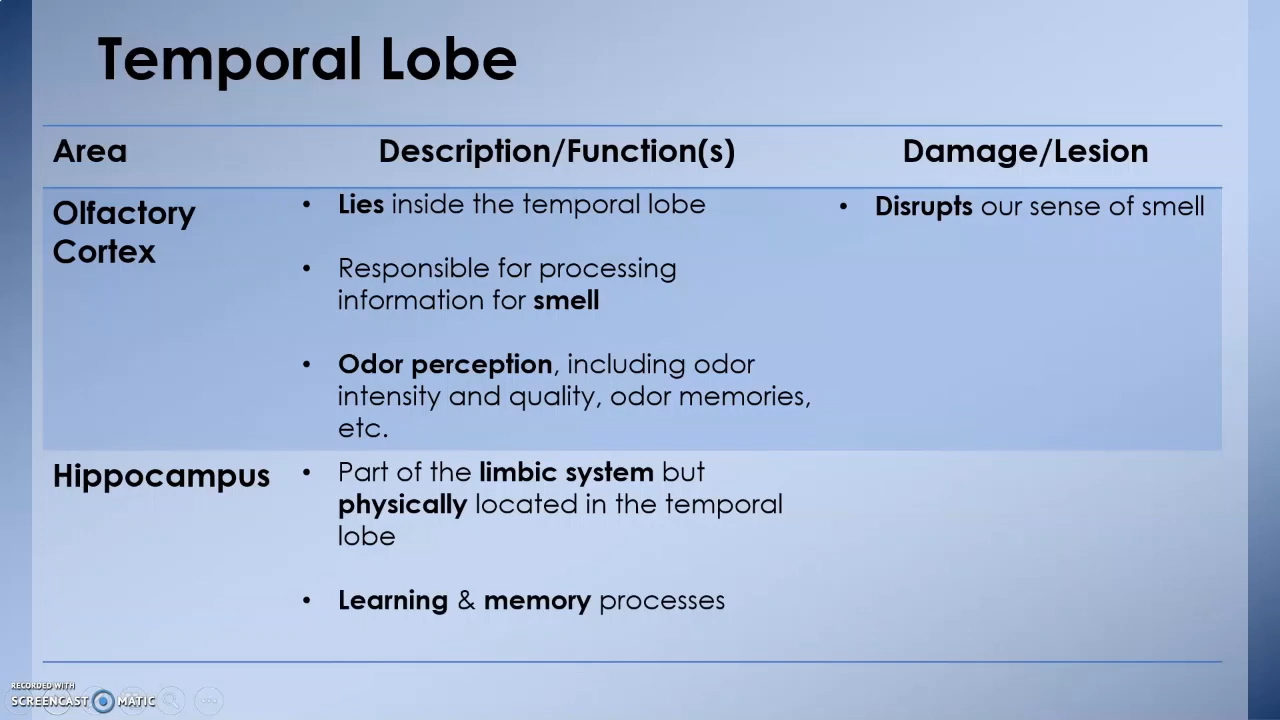 Temporal Lobe
Area Description/Function(s) Damage/Lesion
Olfactory
Cortex
• Lies inside the temporal lobe
• Responsible for processing
information for smell
• Odor perception, including odor
intensity and quality, odor memories,
etc.
• Disrupts our sense of smell
Hippocampus
• Part of the limbic system but
physically located in the temporal
lobe
• Learning & memory processes
RECORDED WITH
SCREENCAST MATIC